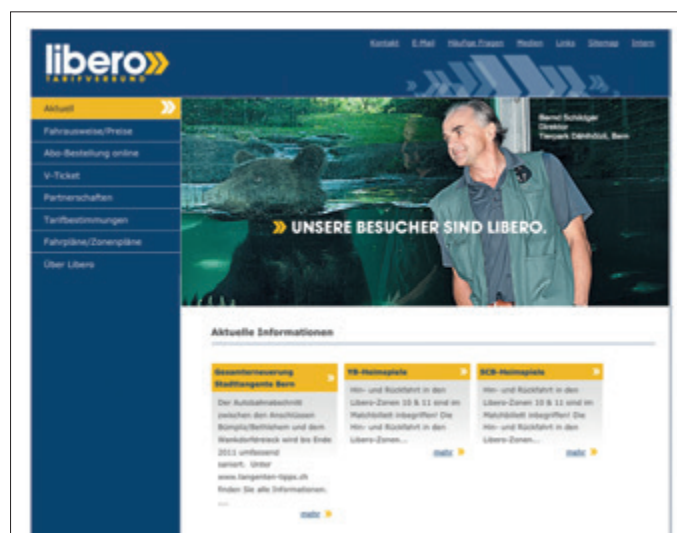 libero
TARIFVERBUND
Kontakt E-Mail Häufige Fragen Medien Links Sitemap Intern
Aktuell
Fahrausweise/Preise
Abo-Bestellung online
V-Ticket
Partnerschaften
Tarifbestimmungen
Fahrpläne/Zonenpläne
Über Libero
Bernd Schildger
Direktor
Tierpark Dählhölzli, Bern
UNSERE BESUCHER SIND LIBERO.
Aktuelle Informationen
Gesamterneuerung
Stadttangente Bern
Der Autobahnabschnitt
zwischen den Anschlüssen
Bümpliz/Bethlehem und dem
Wankdorfdreieck wird bis Ende
2011 umfassend
saniert. Unter
www.tangenten-tipps.ch
finden Sie alle Informationen.
....
mehr
YB-Heimspiele
Hin- und Rückfahrt in den
Libero-Zonen 10 & 11 sind im
Matchbillett inbegriffen! Die
Hin- und Rückfahrt in den
Libero-Zonen...
mehr
SCB-Heimspiele
Hin- und Rückfahrt in den
Libero-Zonen 10 & 11 sind im
Matchbillett inbegriffen! Die
Hin- und Rückfahrt in den
Libero-Zonen...
mehr